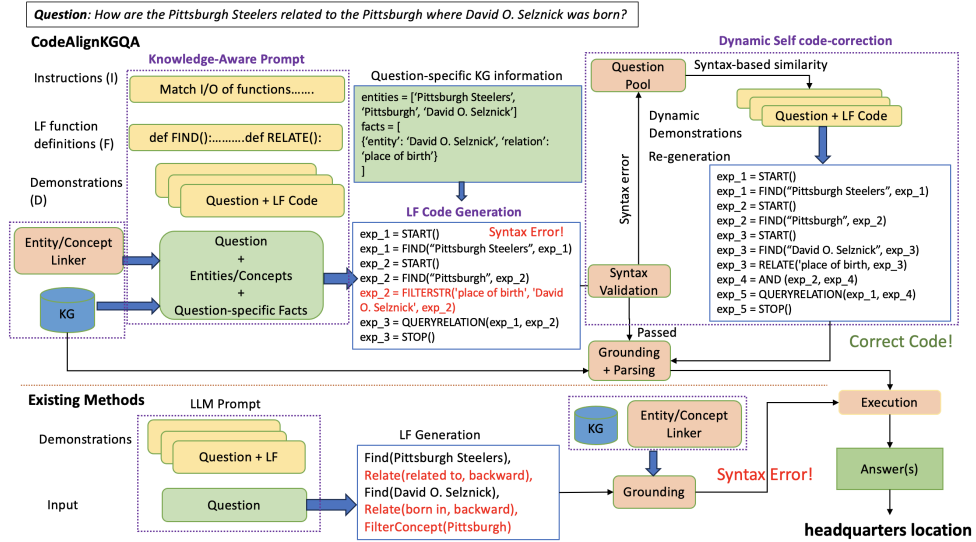 Question: How are the Pittsburgh Steelers related to the Pittsburgh where David O. Selznick was born?
CodeAlignKGQA
Knowledge-Aware Prompt
Instructions (I)
Match I/O of functions.......
LF function
definitions (F)
def FIND():..........def RELATE():
Demonstrations
(D)
Question + LF Code
Entity/Concept
Linker
KG
Question
+
Entities/Concepts
+
Question-specific Facts
Question-specific KG information
entities = ['Pittsburgh Steelers',
'Pittsburgh', 'David O. Selznick']
facts = [
{'entity': 'David O. Selznick', 'relation':
'place of birth'}
]
LF Code Generation
Syntax Error!
exp_1 = START()
exp_1 = FIND("Pittsburgh Steelers", exp_1)
exp_2 = START()
exp_2 = FIND("Pittsburgh", exp_2)
exp_2 = FILTERSTR('place of birth', 'David
O. Selznick', exp_2)
exp_3 = QUERYRELATION(exp_1, exp_2)
exp_3 = STOP()
Dynamic Self code-correction
Question
Pool
Syntax-based similarity
Dynamic
Demonstrations
Question + LF Code
Re-generation
Syntax error
Syntax
Validation
Passed
exp_1 = START()
exp_1 = FIND("Pittsburgh Steelers", exp_1)
exp_2 = START()
exp_2 = FIND("Pittsburgh", exp_2)
exp_3 = START()
exp_3 = FIND("David O. Selznick", exp_3)
exp_3 = RELATE('place of birth, exp_3)
exp_4 = AND (exp_2, exp_4)
exp_5 = QUERYRELATION(exp_1, exp_4)
exp_5 = STOP()
Correct Code!
Grounding
+ Parsing
Existing Methods
LLM Prompt
Demonstrations
Question + LF
Input
Question
LF Generation
Find(Pittsburgh Steelers),
Relate(related to, backward),
Find(David O. Selznick),
Relate(born in, backward),
FilterConcept(Pittsburgh)
KG
Entity/Concept
Linker
Grounding
Syntax Error!
Execution
Answer(s)
headquarters location